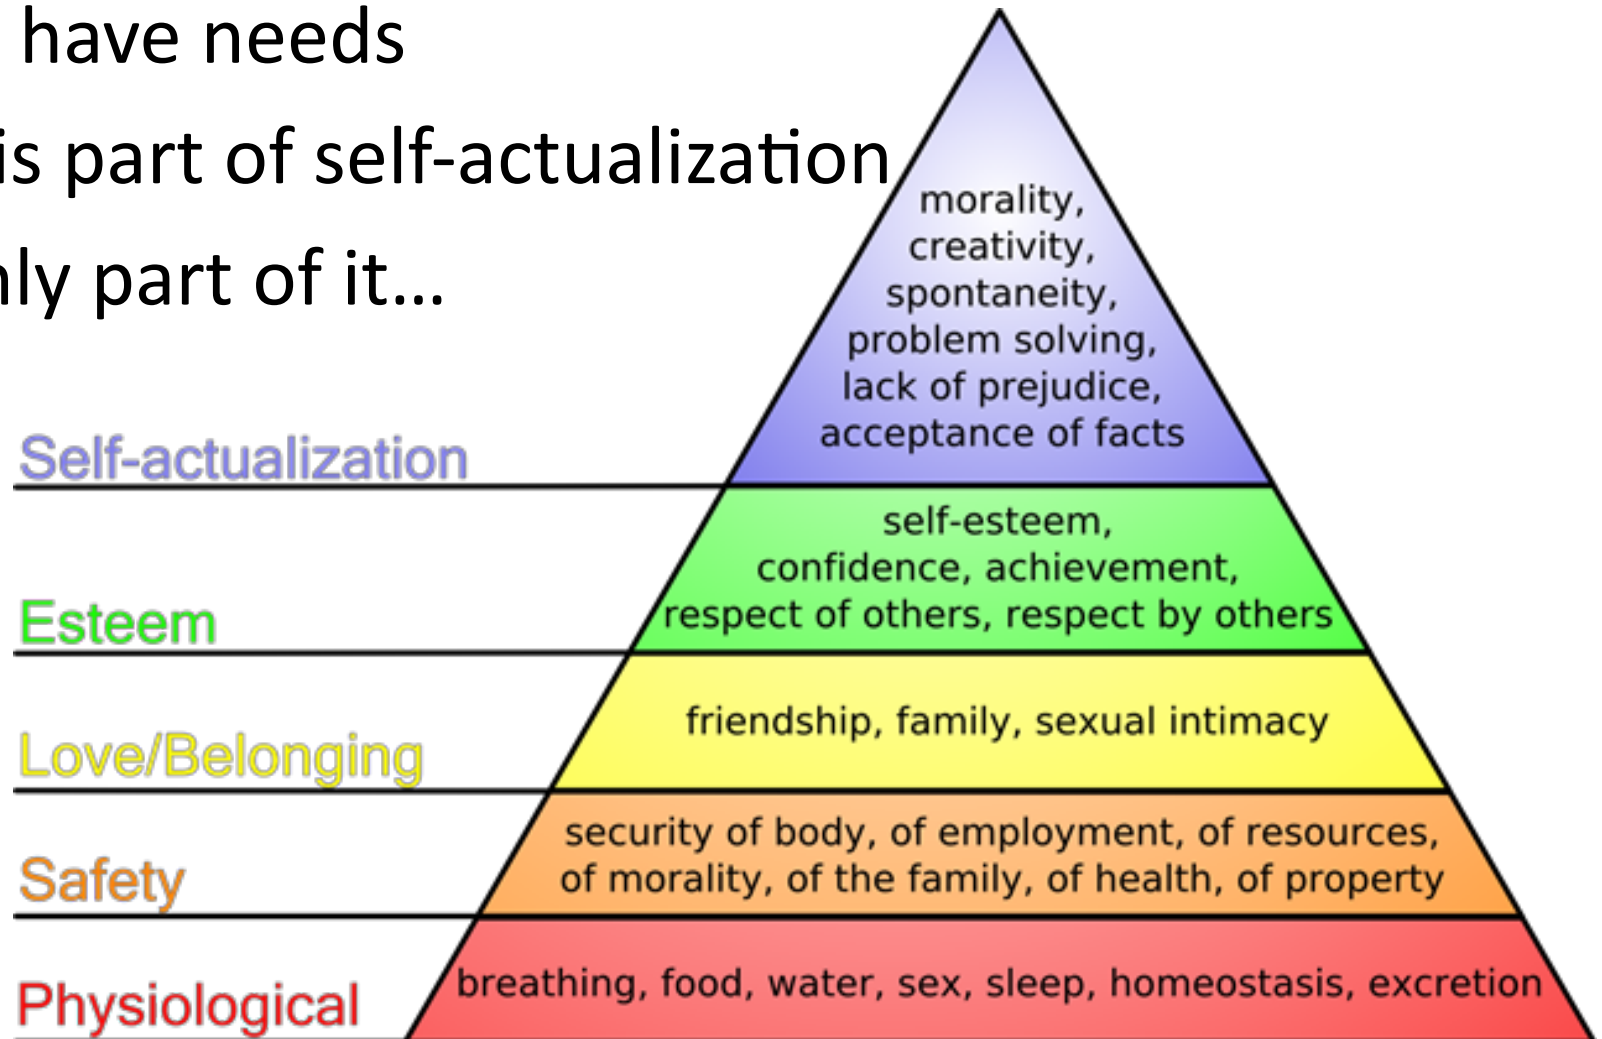 have needs
is part of self-actualization
part of it...
morality,
creativity,
spontaneity,
problem solving,
lack of prejudice,
acceptance of facts
Self-actualization
self-esteem,
confidence, achievement,
respect of others, respect by others
Esteem
friendship, family, sexual intimacy
Love/Belonging
security of body, of employment, of resources,
of morality, of the family, of health, of property
Safety
breathing, food, water, sex, sleep, homeostasis, excretion
Physiological